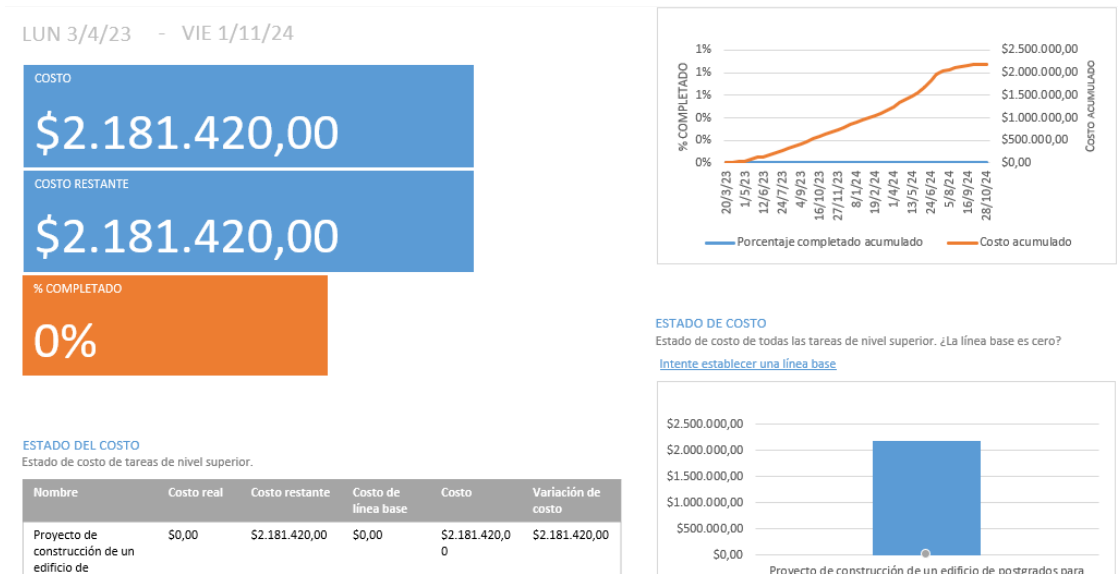 LUN 3/4/23 - VIE 1/11/24
COSTO
$2.181.420,00
COSTO RESTANTE
$2.181.420,00
% COMPLETADO
0%
ESTADO DEL COSTO
Estado de costo de tareas de nivel superior.
Nombre Costo real Costo restante Costo de línea base Costo Variación de costo
Proyecto de construcción de un edificio de $0,00 $2.181.420,00 $0,00 $2.181.420,00 $2.181.420,00
% COMPLETADO
1%
1%
1%
0%
0%
0%
$2.500.000,00
$2.000.000,00
$1.500.000,00
$1.000.000,00
$500.000,00
$0,00
COSTO ACUMULADO
20/3/23
1/5/23
12/6/23
24/7/23
4/9/23
16/10/23
27/11/23
8/1/24
19/2/24
1/4/24
13/5/24
24/6/24
5/8/24
16/9/24
28/10/24
Porcentaje completado acumulado Costo acumulado
ESTADO DE COSTO
Estado de costo de todas las tareas de nivel superior. ¿La línea base es cero?
Intente establecer una línea base
$2.500.000,00
$2.000.000,00
$1.500.000,00
$1.000.000,00
$500.000,00
$0,00
Proyecto de construcción de un edificio de postgrados para